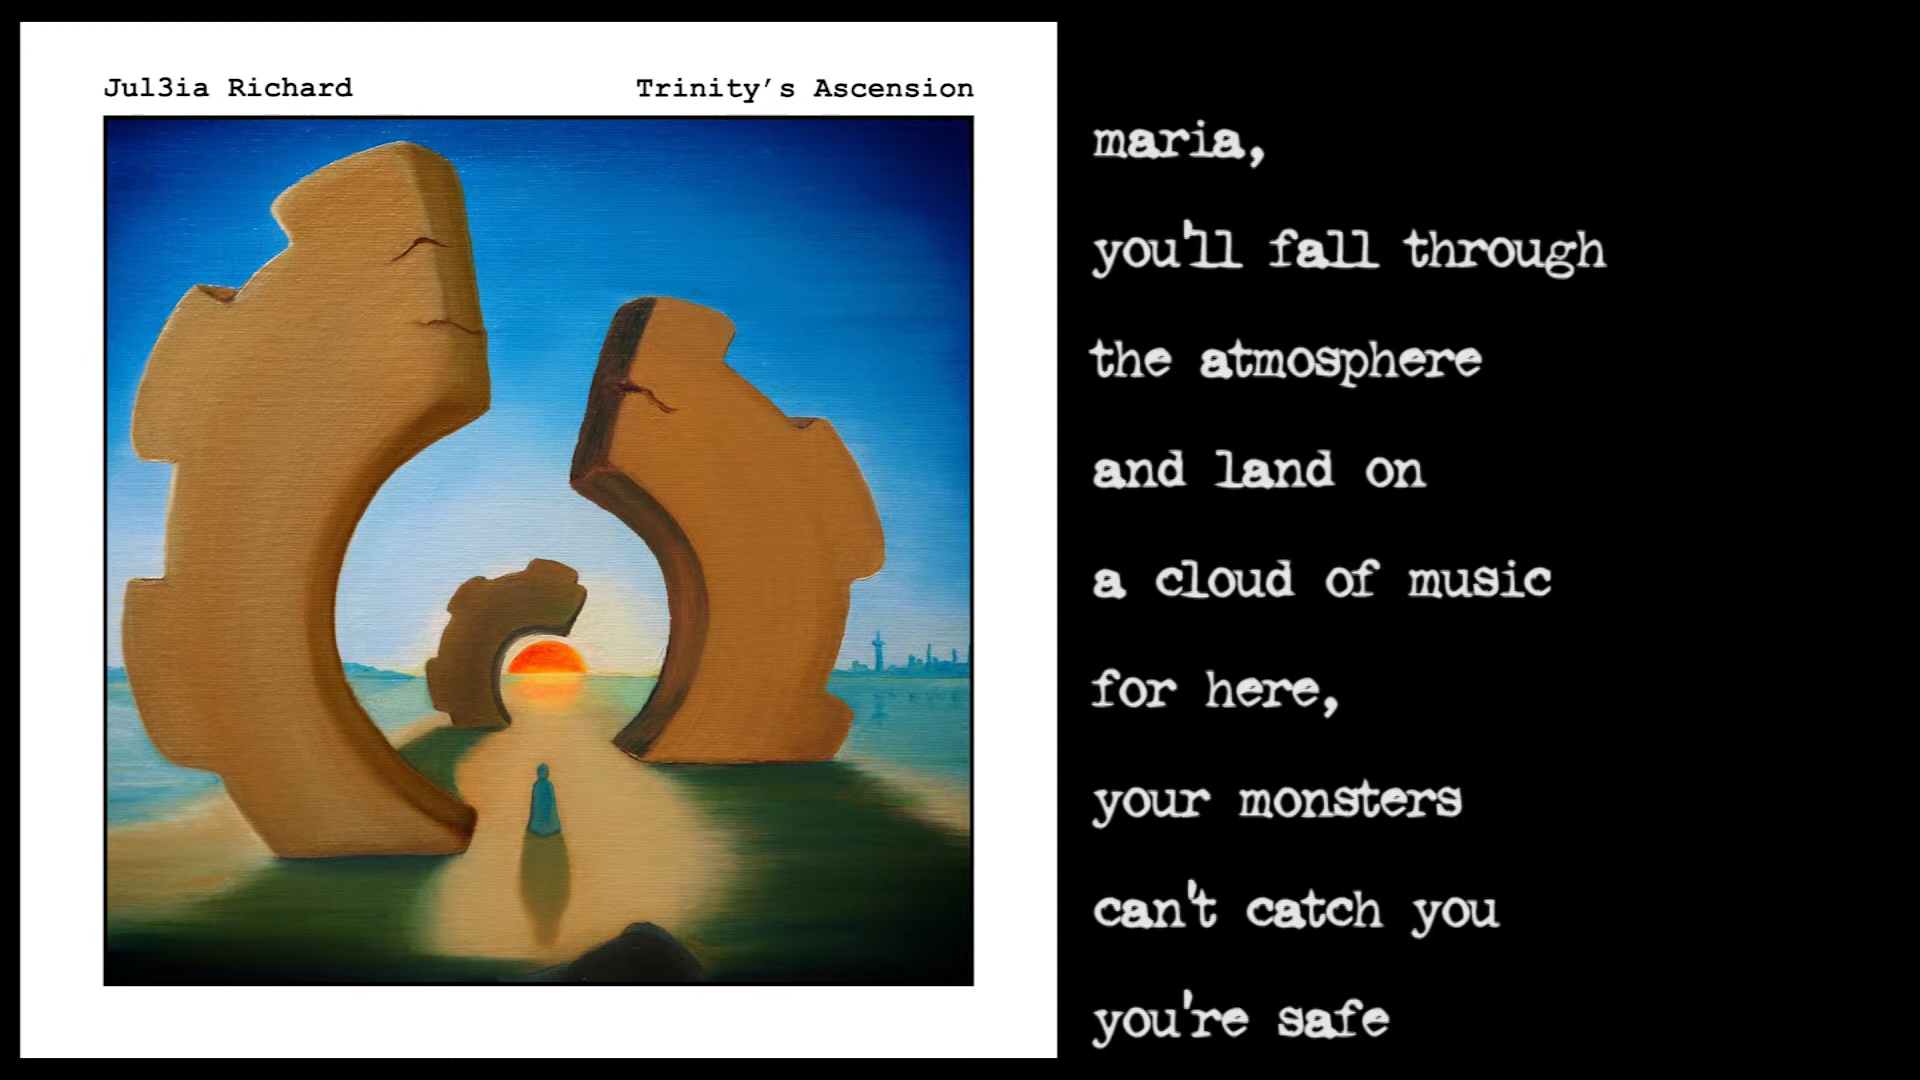 Jul3ia Richard
Trinity’s Ascension
maria,
you'll fall through
the atmosphere
and land on
a cloud of music
for here,
your monsters
can't catch you
you're safe